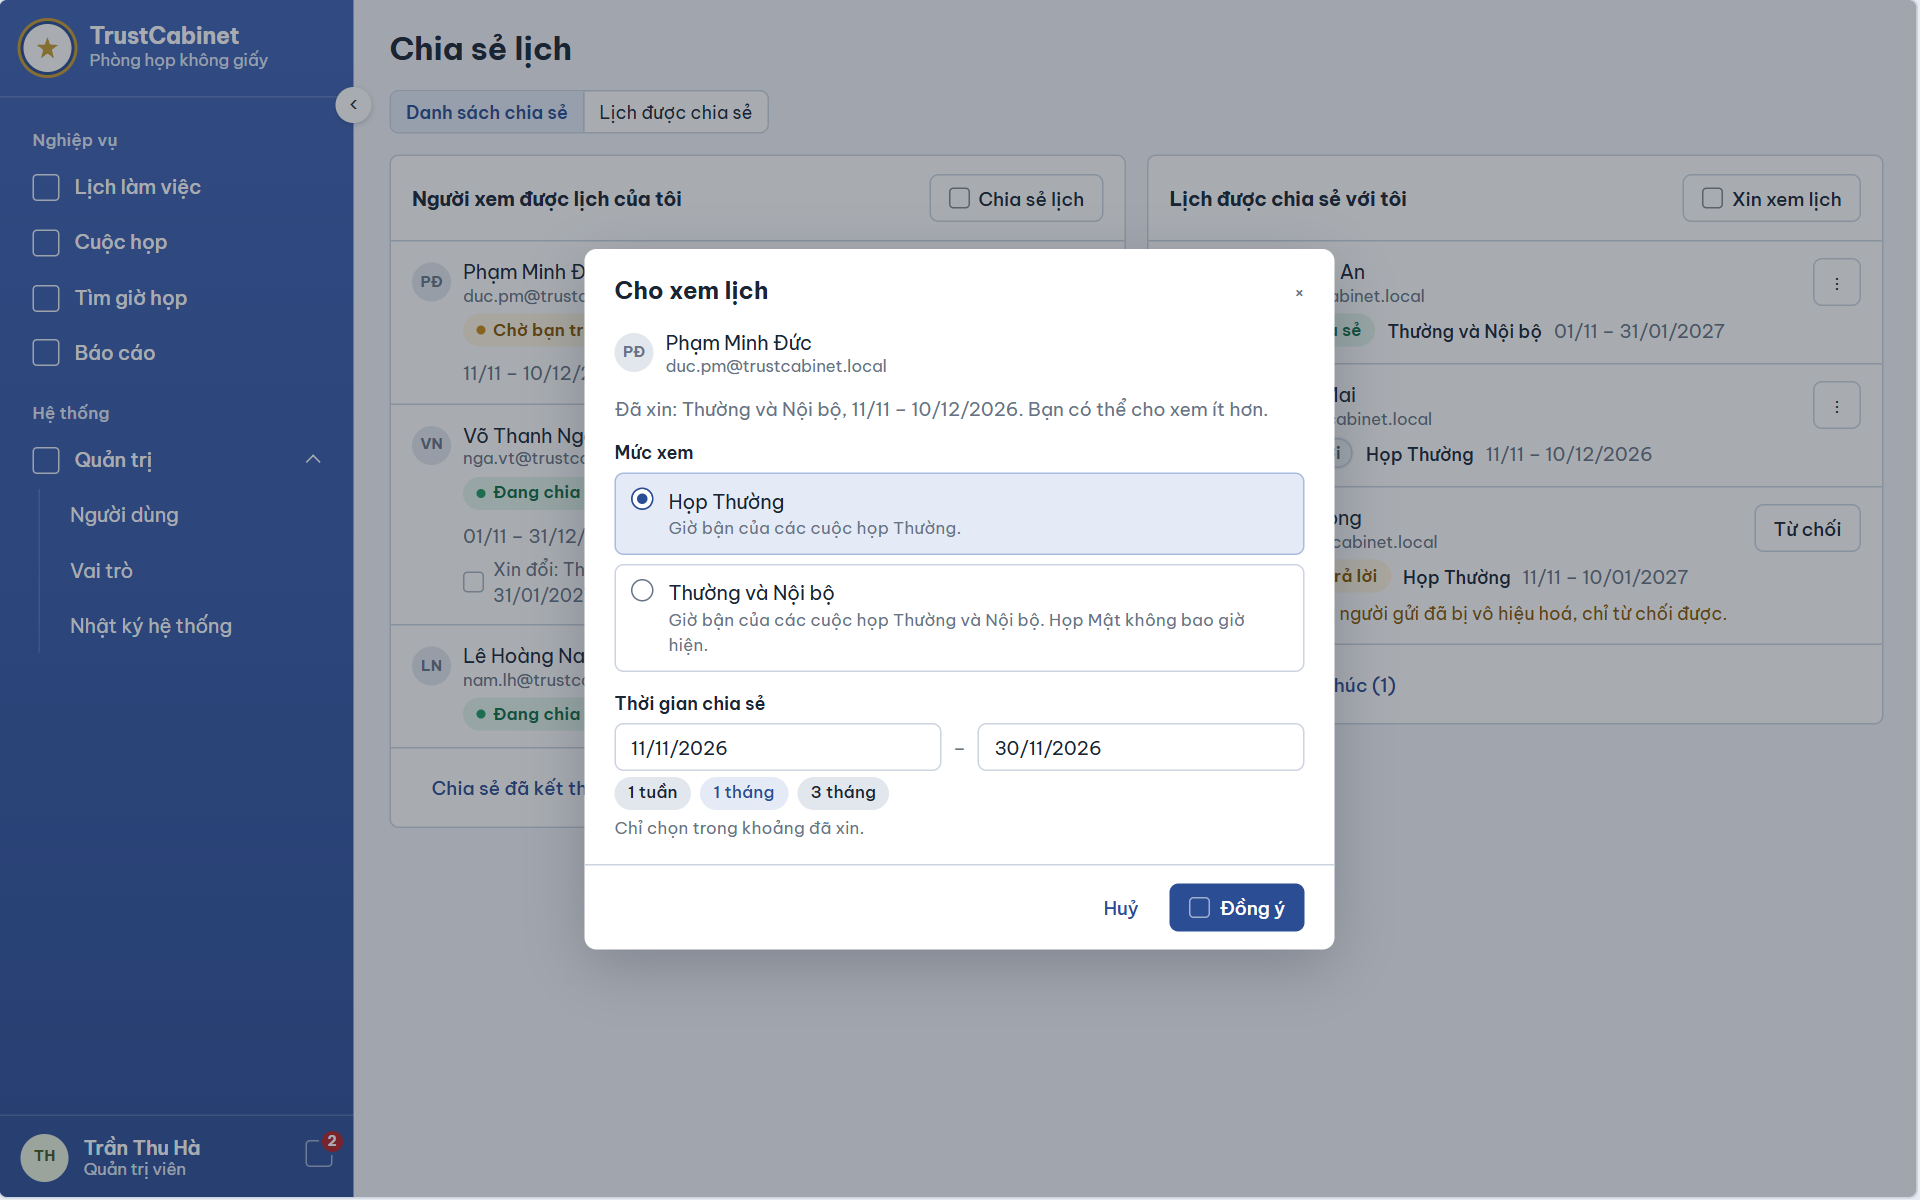 TrustCabinet
Phòng họp không giấy
Nghiệp vụ
Lịch làm việc
Cuộc họp
Tìm giờ họp
Báo cáo
Hệ thống
Quản trị
Người dùng
Vai trò
Nhật ký hệ thống
TH
Trần Thu Hà
Quản trị viên
2
Chia sẻ lịch
Danh sách chia sẻ
Lịch được chia sẻ
Người xem được lịch của tôi
Chia sẻ lịch
PĐ
Phạm Minh
duc.pm@trustc
Chờ bạn tr
11/11 – 10/12/
VN
Võ Thanh Ng
nga.vt@trustc
Đang chia
01/11 – 31/12/
Xin đổi: Th
31/01/202
LN
Lê Hoàng Na
nam.lh@trustc
Đang chia
Chia sẻ đã kết th
Lịch được chia sẻ với tôi
Xin xem lịch
An
abinet.local
sẻ
Thường và Nội bộ 01/11 – 31/01/2027
Mai
cabinet.local
i
Họp Thường 11/11 – 10/12/2026
ong
cabinet.local
Từ chối
rả lời
Họp Thường 11/11 – 10/01/2027
người gửi đã bị vô hiệu hoá, chỉ từ chối được.
húc (1)
Cho xem lịch
×
PĐ
Phạm Minh Đức
duc.pm@trustcabinet.local
Đã xin: Thường và Nội bộ, 11/11 – 10/12/2026. Bạn có thể cho xem ít hơn.
Mức xem
Họp Thường
Giờ bận của các cuộc họp Thường.
Thường và Nội bộ
Giờ bận của các cuộc họp Thường và Nội bộ. Họp Mật không bao giờ
hiện.
Thời gian chia sẻ
11/11/2026 – 30/11/2026
1 tuần 1 tháng 3 tháng
Chỉ chọn trong khoảng đã xin.
Huỷ
Đồng ý